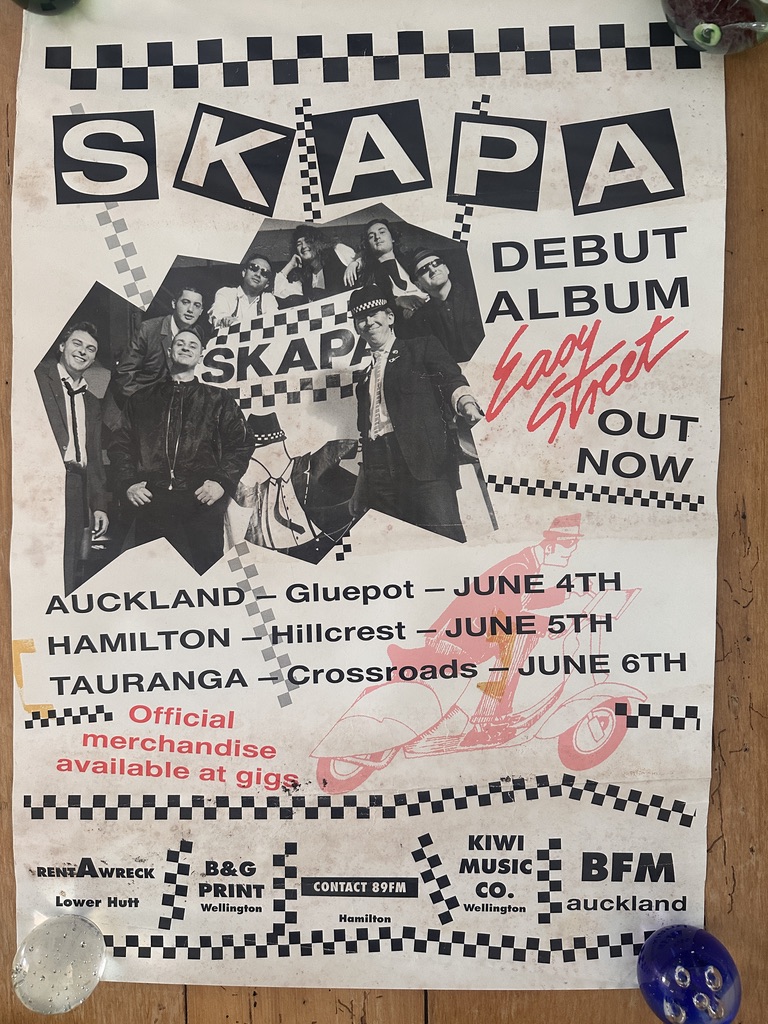 SKAPA
DEBUT
ALBUM
Easy
Street
OUT
NOW
SKAPA
AUCKLAND – Gluepot – JUNE 4TH
HAMILTON – Hillcrest – JUNE 5TH
TAURANGA – Crossroads – JUNE 6TH
Official
merchandise
available at gigs
RENTAWRECK
Lower Hutt
B&G
PRINT
Wellington
CONTACT 89FM
Hamilton
KIWI
MUSIC
CO.
Wellington
BFM
auckland